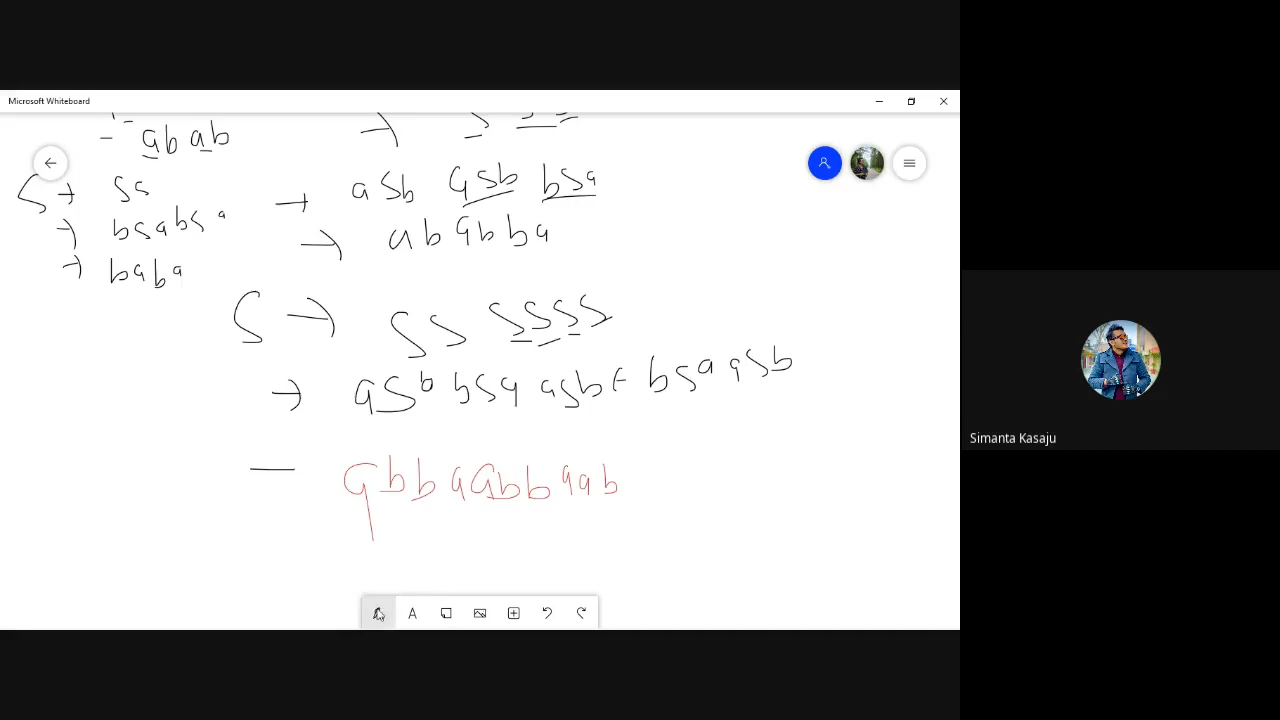 Microsoft Whiteboard
abab
S → SS
→ bsabsa
→ baba
→ aSb aSb bSa
→ ababba
S → SS SSSS
→ aSb bSa aSb bSa aSb
— abbaabbaab
A
Simanta Kasaju